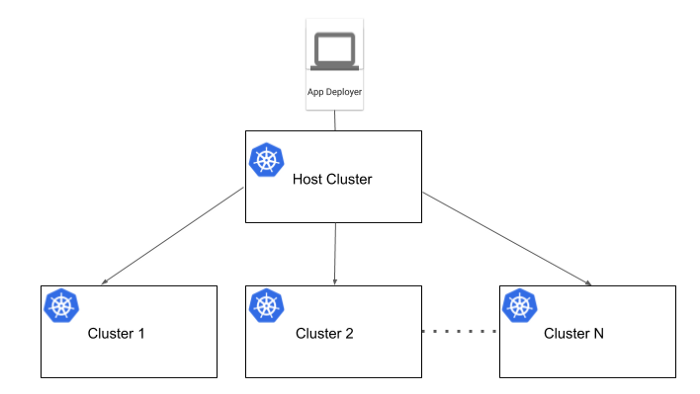 App Deployer
Host Cluster
Cluster 1
Cluster 2
Cluster N